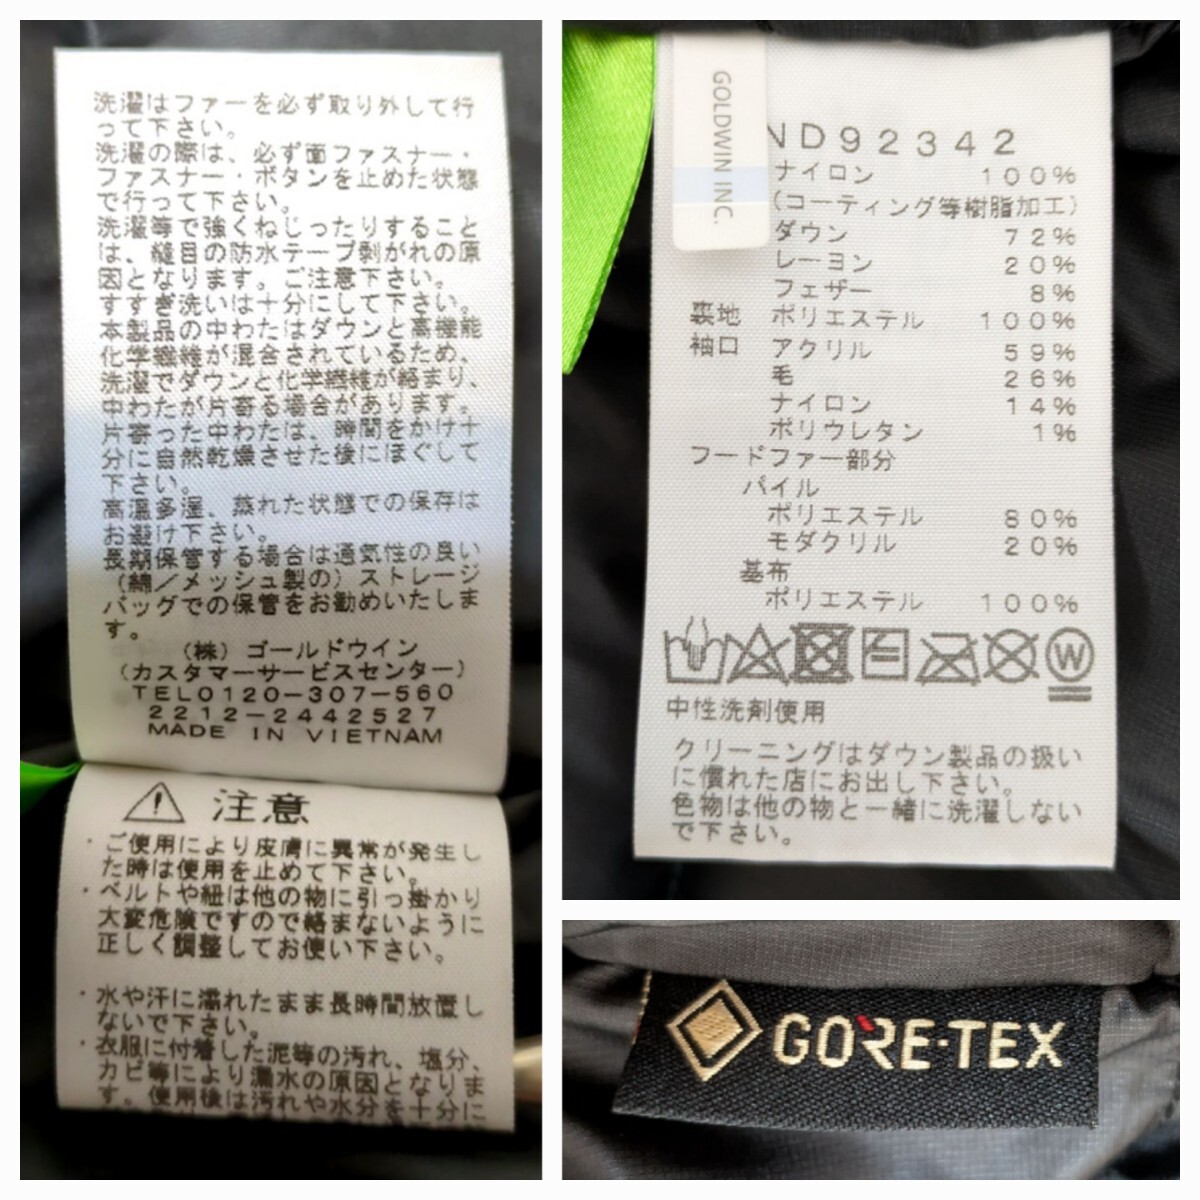 洗濯はファーを必ず取り外して行
って下さい。
洗濯の際は、必ず面ファスナー・
ファスナー・ボタンを止めた状態
で行って下さい。
洗濯等で強くねじったりすること
は、縫目の防水テープ剥がれの原
因となります。ご注意下さい。
すすぎ洗いは十分にして下さい。
本製品の中わたはダウンと高機能
化学繊維が混合されているため、
洗濯でダウンと化学繊維が絡まり、
中わたが片寄る場合があります。
片寄った中わたは、時間をかけ十
分に自然乾燥させた後にほぐして
下さい。
高温多湿、蒸れた状態での保存は
お避け下さい。
長期保管する場合は通気性の良い
(綿/メッシュ製の)ストレージ
バッグでの保管をお勧めいたしま
す。
(株)ゴールドウイン
(カスタマーサービスセンター)
TEL0120-307-560
2212-2442527
MADE IN VIETNAM
注意
・ご使用により皮膚に異常が発生し
た時は使用を止めて下さい。
・ベルトや紐は他の物に引っ掛かり
大変危険ですので絡まないように
正しく調整してお使い下さい。
・水や汗に濡れたまま長時間放置し
ないで下さい。
・衣服に付着した泥等の汚れ、塩分、
カビ等により漏水の原因となりま
す。使用後は汚れや水分を十分に
GOLDWIN INC.
ND92342
ナイロン 100%
(コーティング等樹脂加工)
ダウン 72%
レーヨン 20%
フェザー 8%
裏地 ポリエステル 100%
袖口 アクリル 59%
毛 26%
ナイロン 14%
ポリウレタン 1%
フードファー部分
パイル
ポリエステル 80%
モダクリル 20%
基布
ポリエステル 100%
W
中性洗剤使用
クリーニングはダウン製品の扱い
に慣れた店にお出し下さい。
色物は他の物と一緒に洗濯しない
で下さい。
GORE-TEX